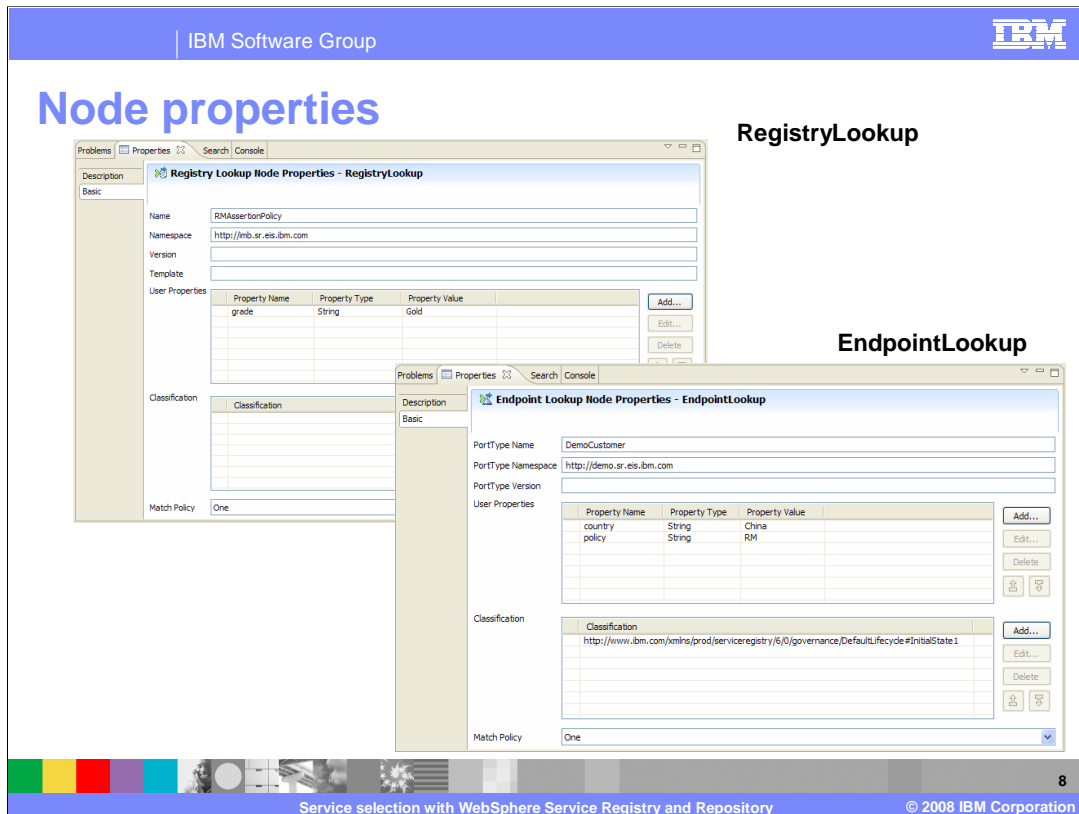 IBM Software Group
IBM
Node properties
RegistryLookup
Problems Properties Search Console
Description
Basic
Registry Lookup Node Properties - RegistryLookup
Name RMAssertionPolicy
Namespace http://mb.sr.eis.ibm.com
Version
Template
User Properties
Property Name Property Type Property Value
grade String Gold
Add...
Edit...
Delete
Classification
Classification
Match Policy One
EndpointLookup
Problems Properties Search Console
Description
Basic
Endpoint Lookup Node Properties - EndpointLookup
PortType Name DemoCustomer
PortType Namespace http://demo.sr.eis.ibm.com
PortType Version
User Properties
Property Name Property Type Property Value
country String China
policy String RM
Add...
Edit...
Delete
Classification
Classification
http://www.ibm.com/xmlns/prod/serviceregistry/6/0/governance/DefaultLifecycle#InitialState1
Add...
Edit...
Delete
Match Policy One
8
Service selection with WebSphere Service Registry and Repository
© 2008 IBM Corporation